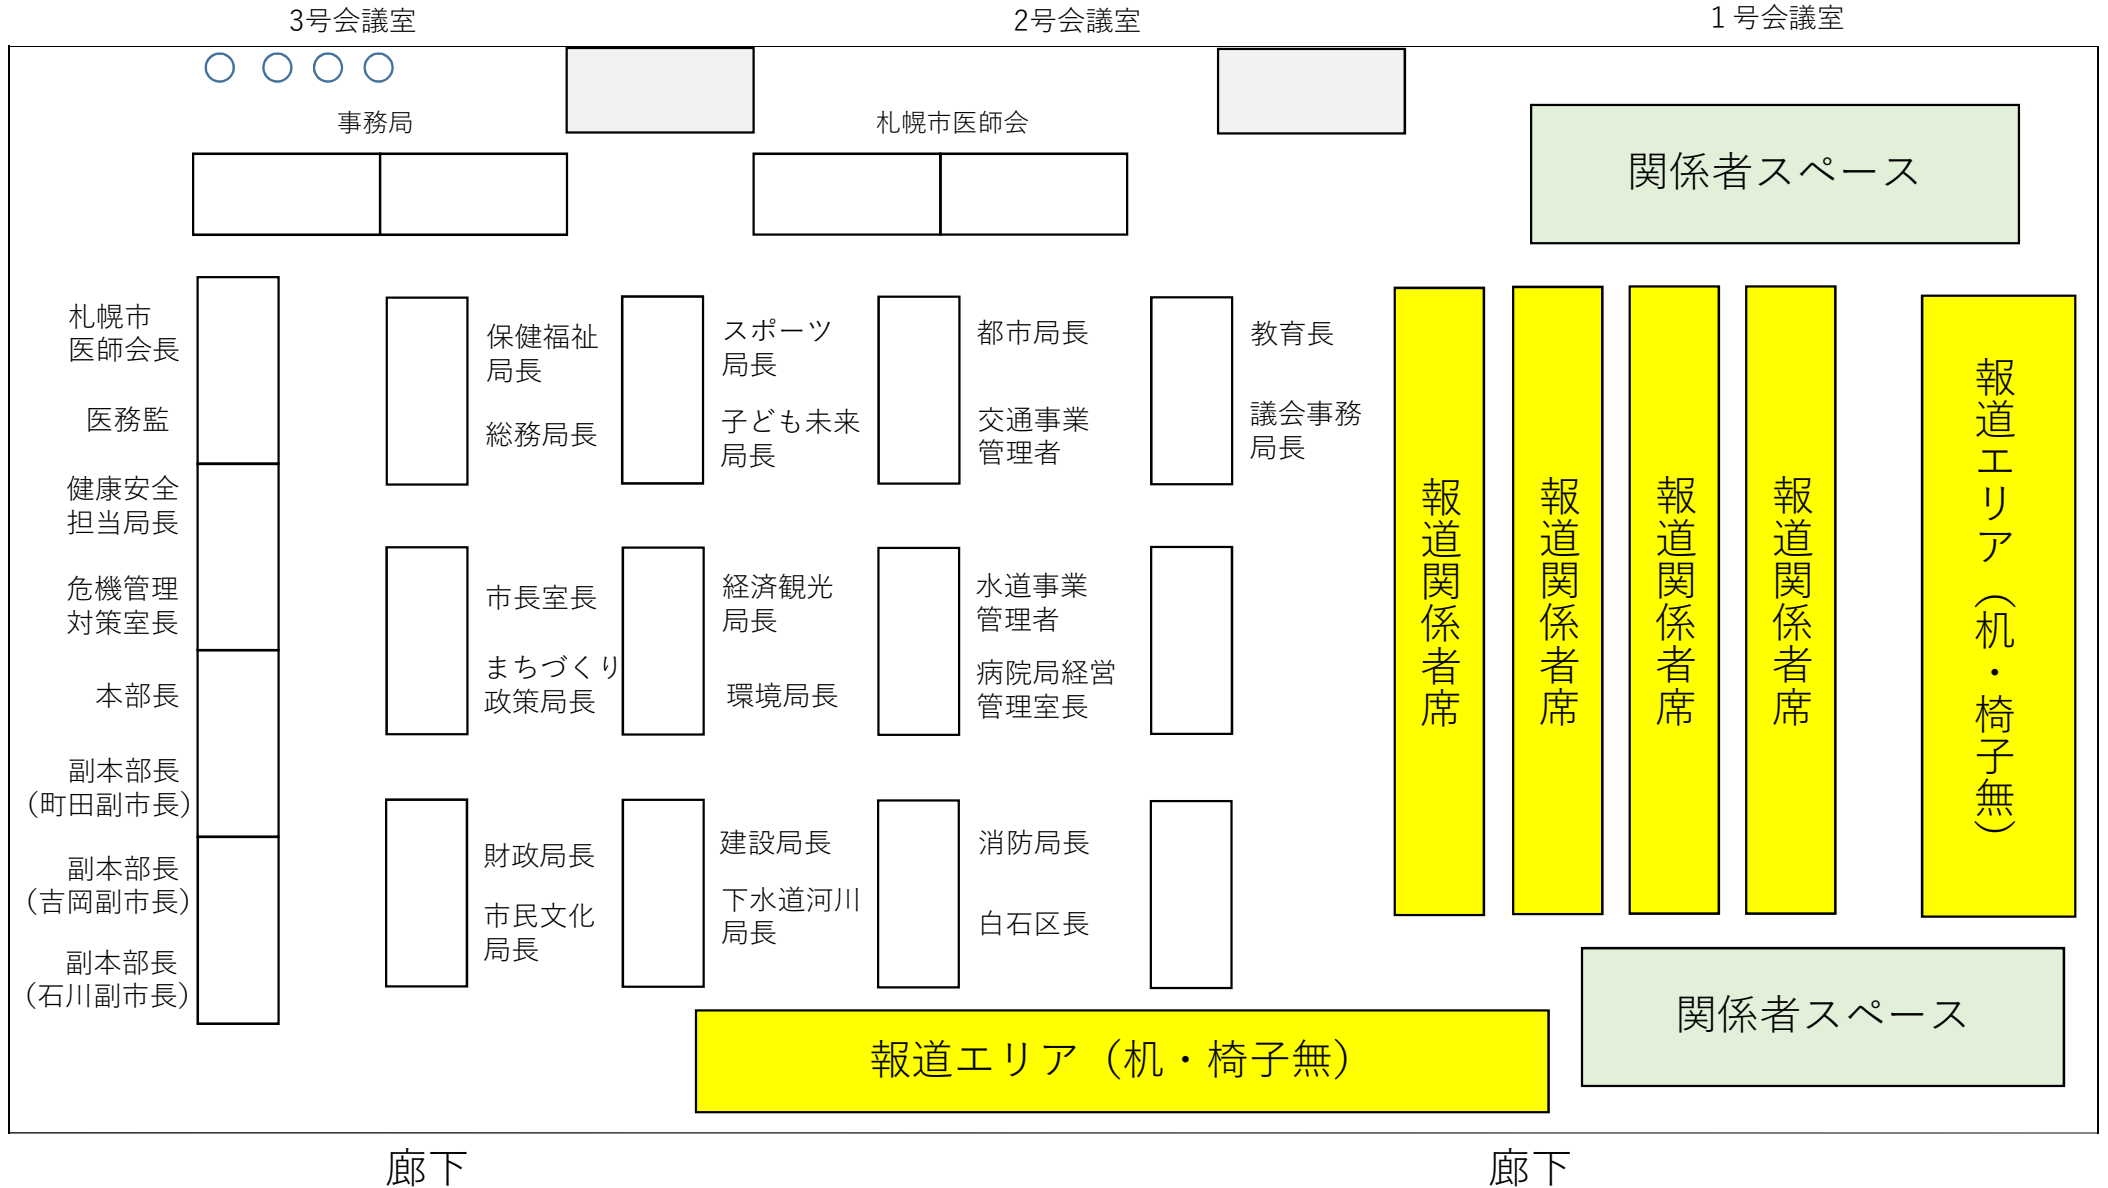 3号会議室
2号会議室
１号会議室
事務局
札幌市医師会
関係者スペース
札幌市
医師会長
医務監
健康安全
担当局長
危機管理
対策室長
本部長
副本部長
（町田副市長）
副本部長
（吉岡副市長）
副本部長
（石川副市長）
保健福祉
局長
総務局長
市長室長
まちづくり
政策局長
財政局長
市民文化
局長
スポーツ
局長
子ども未来
局長
経済観光
局長
環境局長
建設局長
下水道河川
局長
都市局長
交通事業
管理者
水道事業
管理者
病院局経営
管理室長
消防局長
白石区長
教育長
議会事務
局長
報道関係者席
報道関係者席
報道関係者席
報道関係者席
報道エリア（机・椅子無）
関係者スペース
報道エリア（机・椅子無）
廊下
廊下